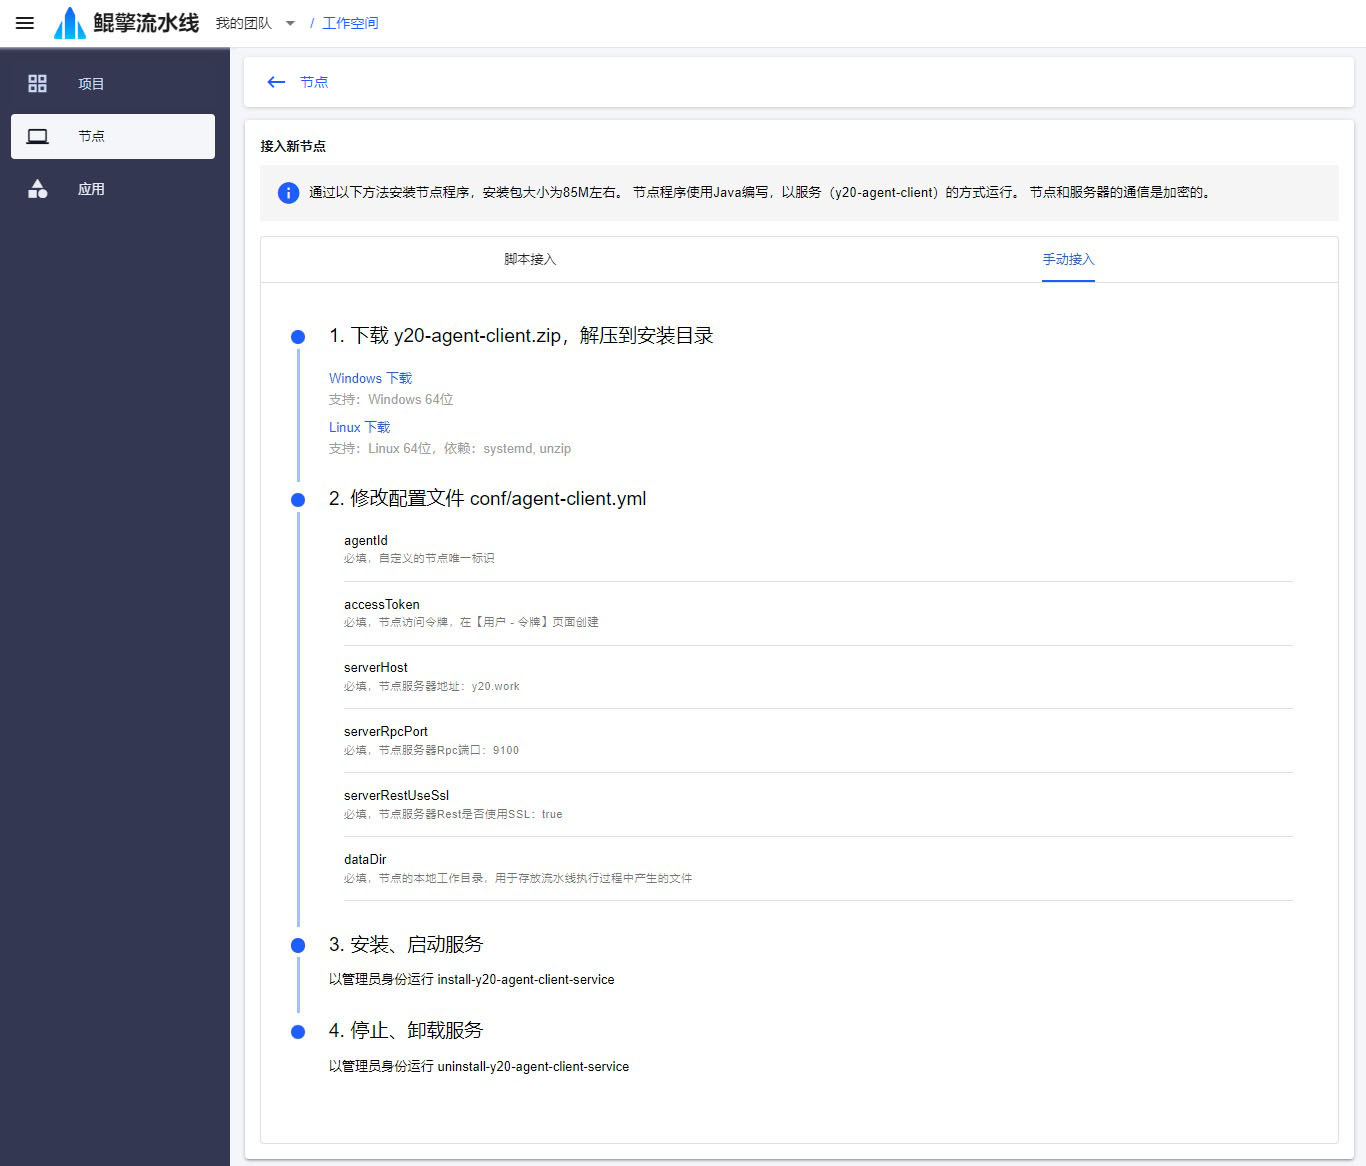 鲲擎流水线 我的团队 / 工作空间
项目
节点
应用
节点
接入新节点
通过以下方法安装节点程序，安装包大小为85M左右。 节点程序使用Java编写，以服务（y20-agent-client）的方式运行。 节点和服务器的通信是加密的。
脚本接入 手动接入
1. 下载 y20-agent-client.zip，解压到安装目录
Windows 下载
支持：Windows 64位
Linux 下载
支持：Linux 64位，依赖：systemd, unzip
2. 修改配置文件 conf/agent-client.yml
agentId
必填，自定义的节点唯一标识
accessToken
必填，节点访问令牌，在【用户 - 令牌】页面创建
serverHost
必填，节点服务器地址：y20.work
serverRpcPort
必填，节点服务器Rpc端口：9100
serverRestUseSsl
必填，节点服务器Rest是否使用SSL：true
dataDir
必填，节点的本地工作目录，用于存放流水线执行过程中产生的文件
3. 安装、启动服务
以管理员身份运行 install-y20-agent-client-service
4. 停止、卸载服务
以管理员身份运行 uninstall-y20-agent-client-service